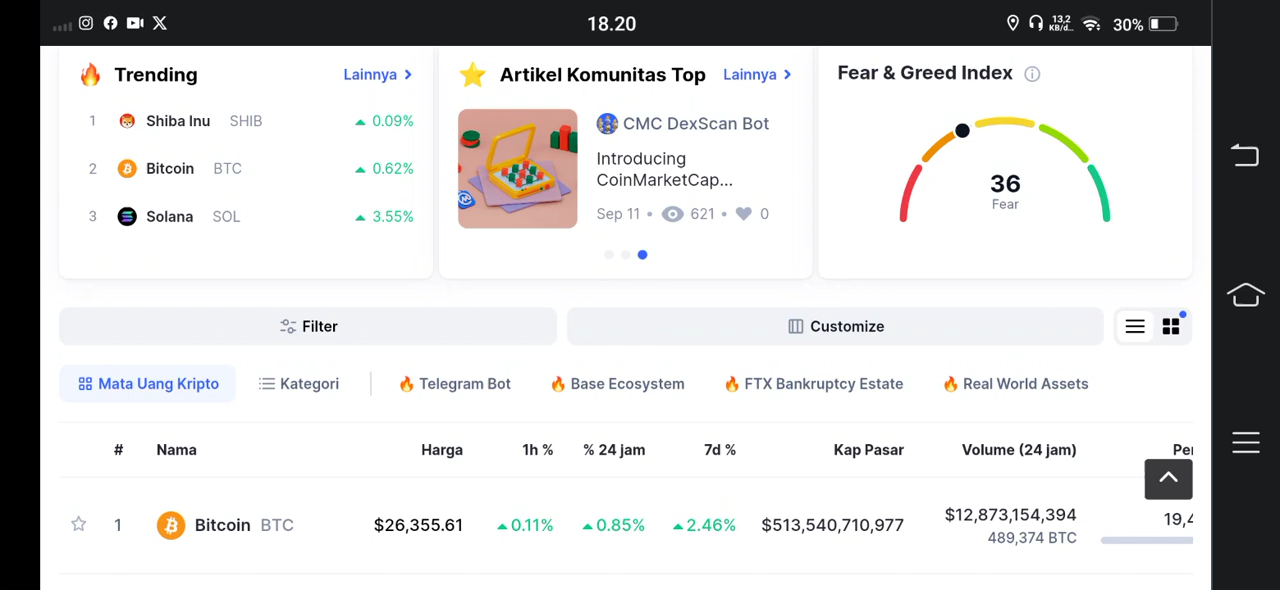 18.20
13,2
KB/d...
30%
Trending
Lainnya
1 Shiba Inu SHIB 0.09%
2 Bitcoin BTC 0.62%
3 Solana SOL 3.55%
Artikel Komunitas Top
Lainnya
CMC DexScan Bot
Introducing
CoinMarketCap...
Sep 11 • 621 • 0
Fear & Greed Index
36
Fear
Filter
Customize
Mata Uang Kripto
Kategori
Telegram Bot
Base Ecosystem
FTX Bankruptcy Estate
Real World Assets
# Nama Harga 1h % % 24 jam 7d % Kap Pasar Volume (24 jam) Per
1 Bitcoin BTC $26,355.61 0.11% 0.85% 2.46% $513,540,710,977 $12,873,154,394 19,4
489,374 BTC